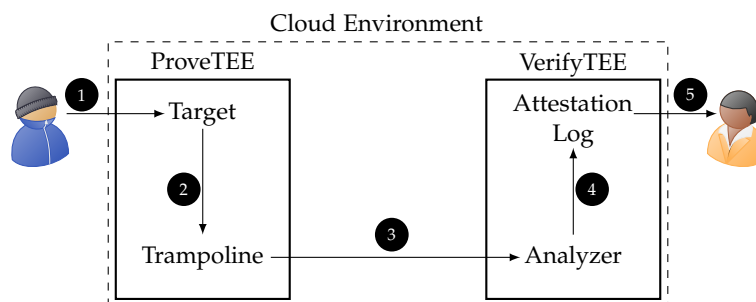 Cloud Environment
ProveTEE
VerifyTEE
1
Target
Attestation
Log
5
2
4
Trampoline
3
Analyzer